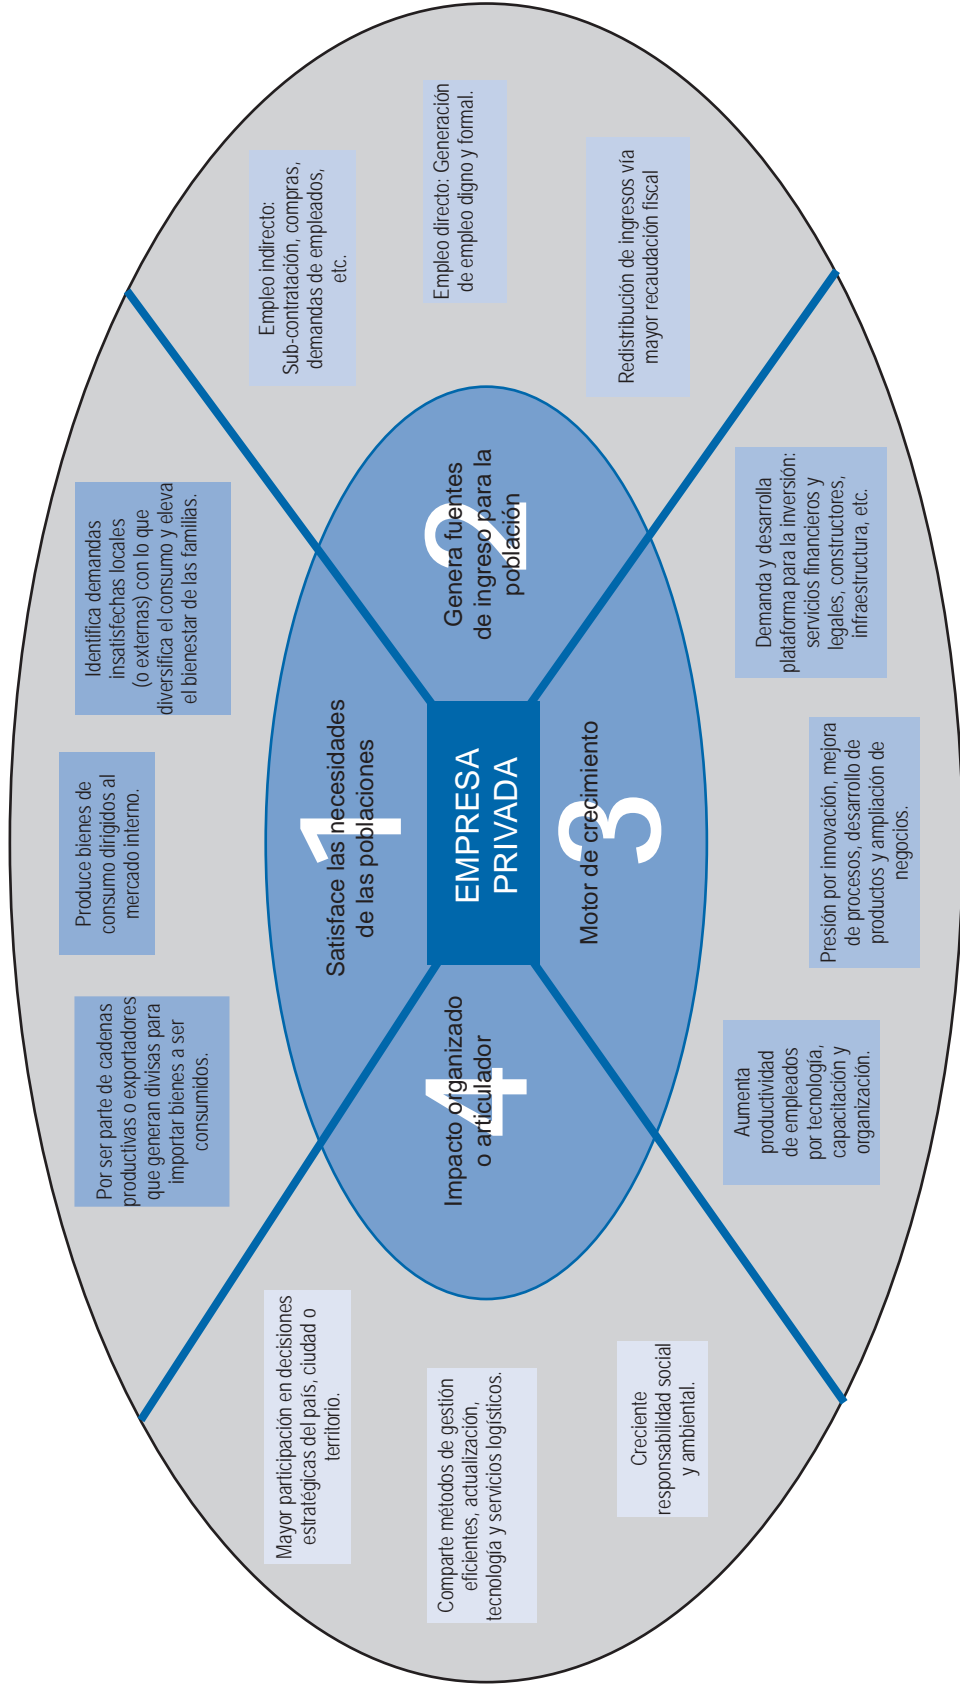 Por ser parte de cadenas
productivas o exportadores
que generan divisas para
importar bienes a ser
consumidos.
Produce bienes de
consumo dirigidos al
mercado interno.
Identifica demandas
insatisfechas locales
(o externas) con lo que
diversifica el consumo y eleva
el bienestar de las familias.
1
Satisface las necesidades
de las poblaciones
Empleo indirecto:
Sub-contratación, compras,
demandas de empleados,
etc.
Empleo directo: Generación
de empleo digno y formal.
Redistribución de ingresos vía
mayor recaudación fiscal
2
Genera fuentes
de ingreso para la
población
EMPRESA
PRIVADA
3
Motor de crecimiento
Demanda y desarrolla
plataforma para la inversión:
servicios financieros y
legales, constructores,
infraestructura, etc.
Presión por innovación, mejora
de procesos, desarrollo de
productos y ampliación de
negocios.
Aumenta
productividad
de empleados
por tecnología,
capacitación y
organización.
4
Impacto organizado
o articulador
Mayor participación en decisiones
estratégicas del país, ciudad o
territorio.
Comparte métodos de gestión
eficientes, actualización,
tecnología y servicios logísticos.
Creciente
responsabilidad social
y ambiental.